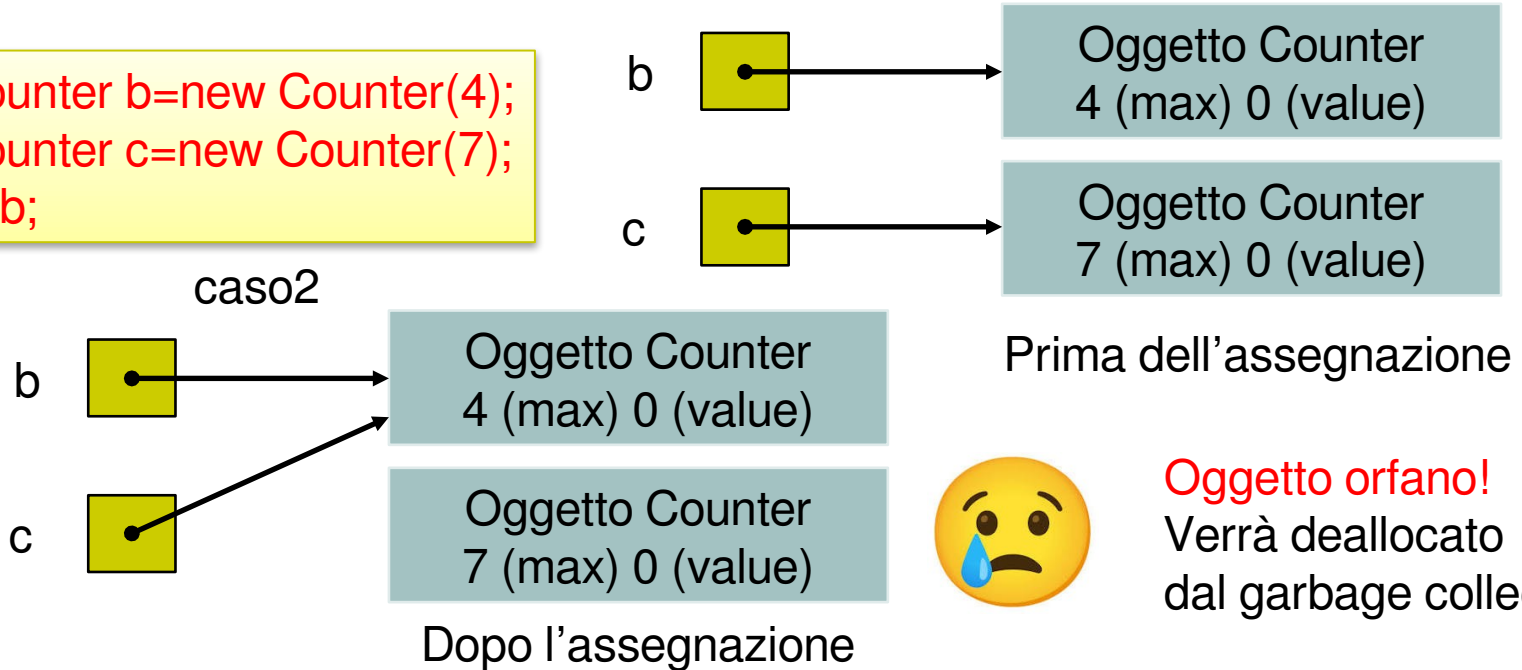 ounter b=new Counter(4);
ounter c=new Counter(7);
b;
b
Oggetto Counter
4 (max) 0 (value)
c
Oggetto Counter
7 (max) 0 (value)
Prima dell’assegnazione
caso2
b
Oggetto Counter
4 (max) 0 (value)
c
Oggetto Counter
7 (max) 0 (value)
Dopo l’assegnazione
Oggetto orfano!
Verrà deallocato
dal garbage colle